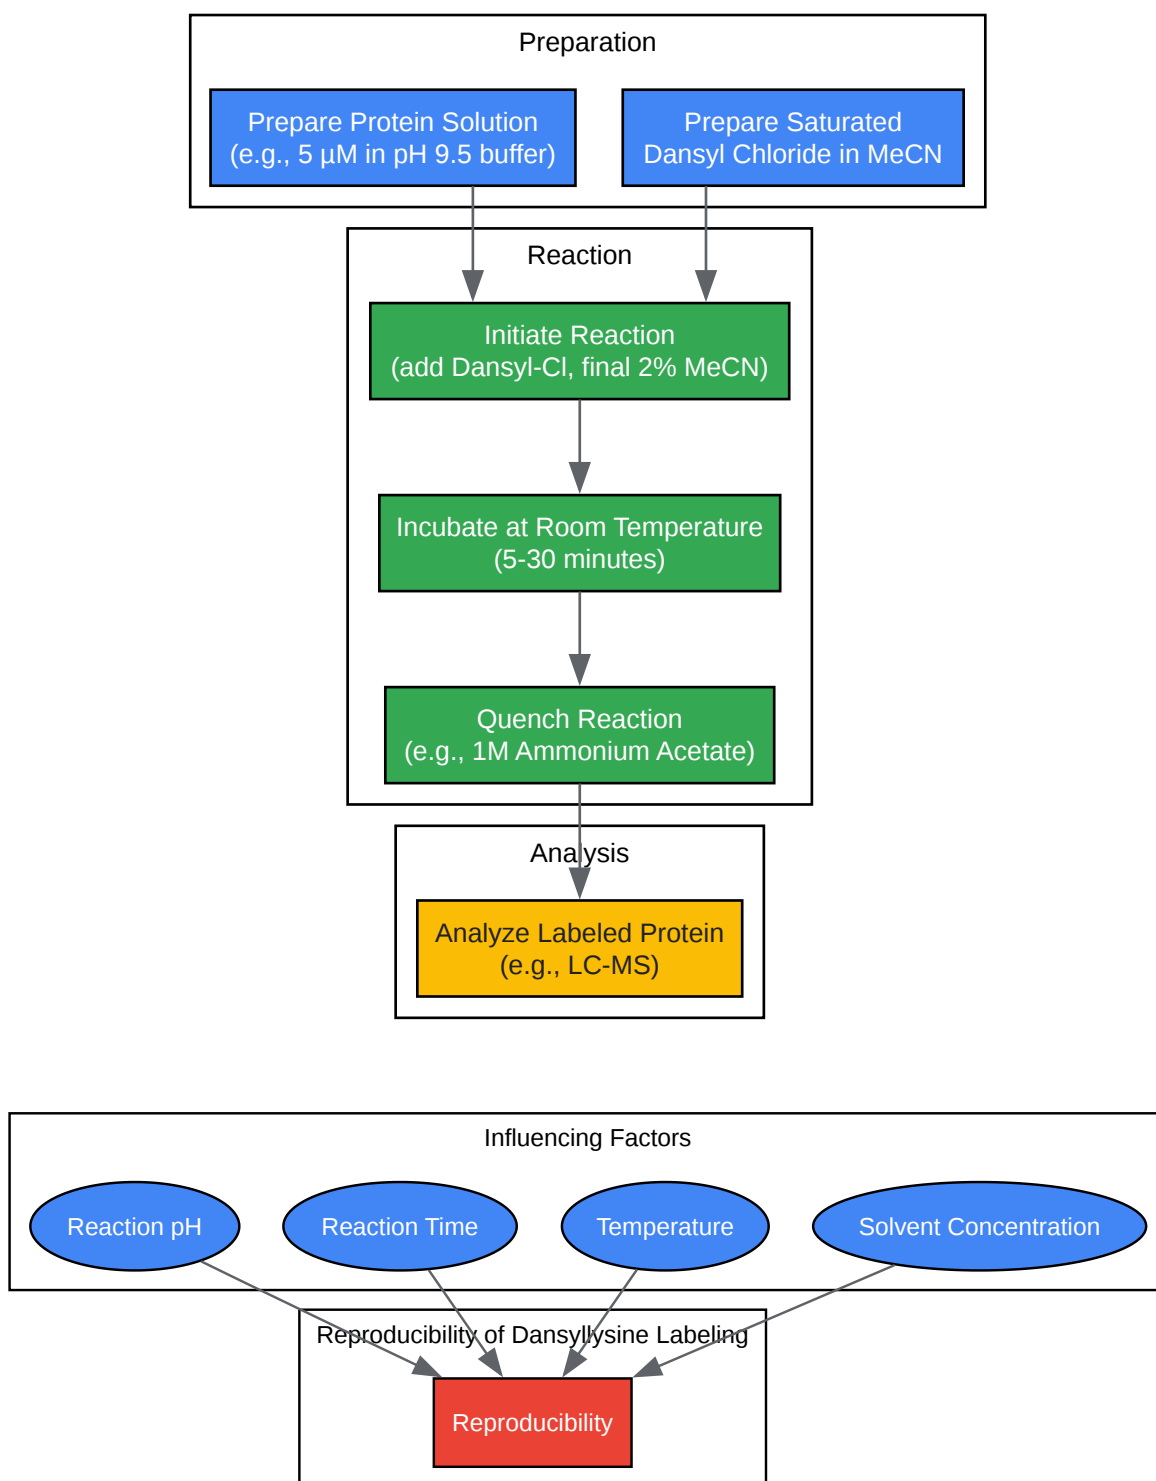 Preparation
Prepare Protein Solution
(e.g., 5 µM in pH 9.5 buffer)
Prepare Saturated
Dansyl Chloride in MeCN
Reaction
Initiate Reaction
(add Dansyl-Cl, final 2% MeCN)
Incubate at Room Temperature
(5-30 minutes)
Quench Reaction
(e.g., 1M Ammonium Acetate)
Analysis
Analyze Labeled Protein
(e.g., LC-MS)
Influencing Factors
Reaction pH
Reaction Time
Temperature
Solvent Concentration
Reproducibility of Dansyllysine Labeling
Reproducibility